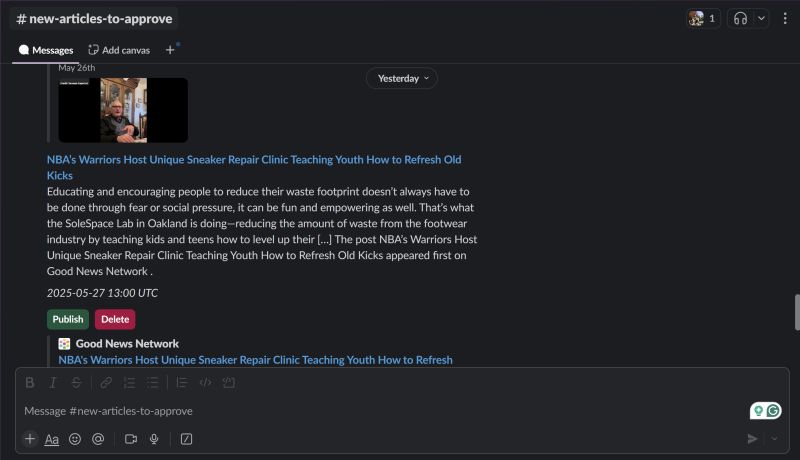 # new-articles-to-approve
1
Messages
Add canvas
May 26th
Yesterday
NBA's Warriors Host Unique Sneaker Repair Clinic Teaching Youth How to Refresh Old
Kicks
Educating and encouraging people to reduce their waste footprint doesn't always have to
be done through fear or social pressure, it can be fun and empowering as well. That's what
the SoleSpace Lab in Oakland is doing—reducing the amount of waste from the footwear
industry by teaching kids and teens how to level up their [...] The post NBA's Warriors Host
Unique Sneaker Repair Clinic Teaching Youth How to Refresh Old Kicks appeared first on
Good News Network .
2025-05-27 13:00 UTC
Publish
Delete
Good News Network
NBA's Warriors Host Unique Sneaker Repair Clinic Teaching Youth How to Refresh
B I S
Message #new-articles-to-approve
Aa